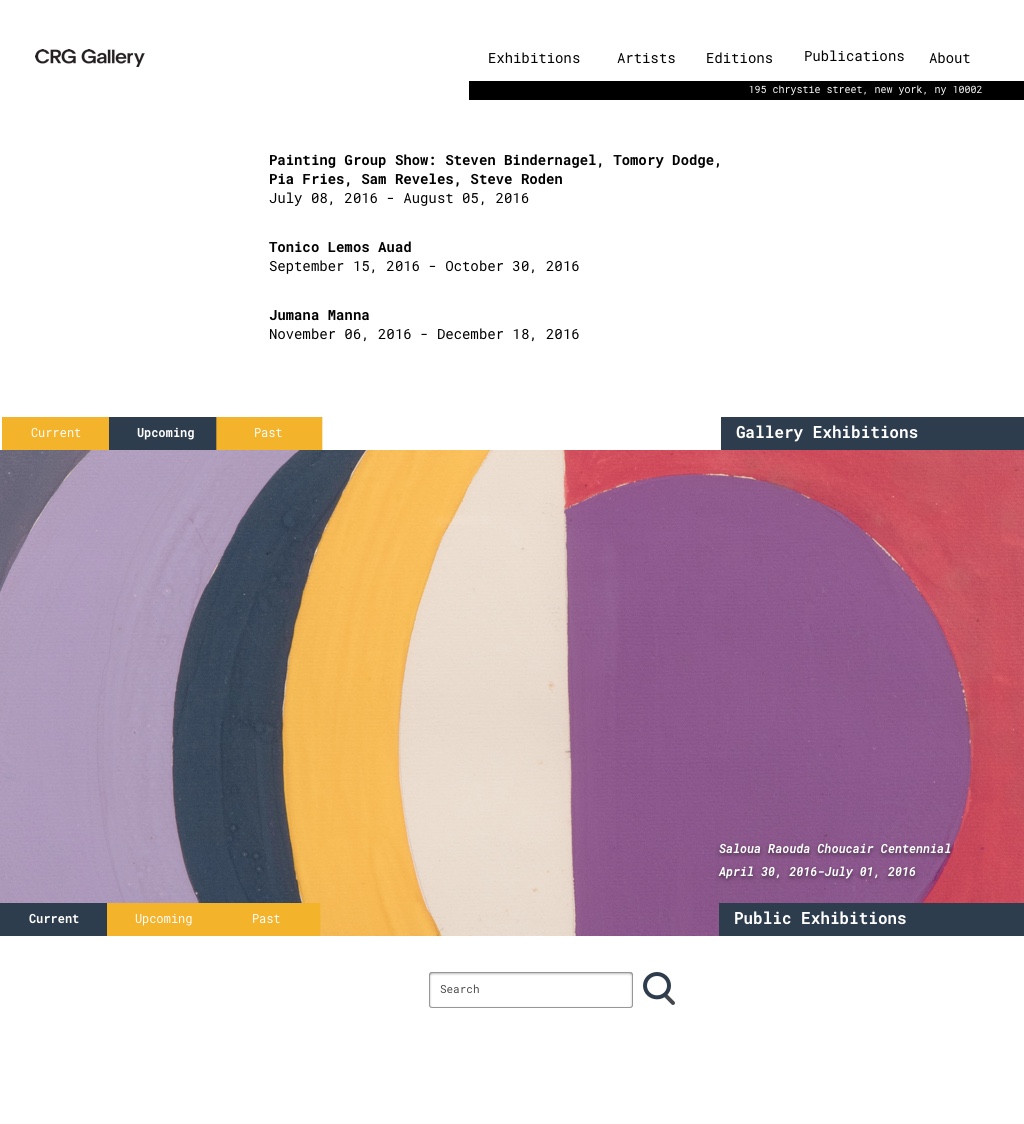 CRG Gallery
Exhibitions Artists Editions Publications About
195 chrystie street, new york, ny 10002
Painting Group Show: Steven Bindernagel, Tomory Dodge,
Pia Fries, Sam Reveles, Steve Roden
July 08, 2016 - August 05, 2016
Tonico Lemos Auad
September 15, 2016 - October 30, 2016
Jumana Manna
November 06, 2016 - December 18, 2016
Current Upcoming Past
Gallery Exhibitions
Saloua Raouda Choucair Centennial
April 30, 2016-July 01, 2016
Current Upcoming Past
Public Exhibitions
Search